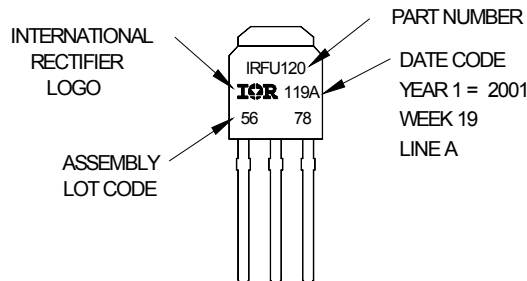 INTERNATIONAL
RECTIFIER
LOGO
ASSEMBLY
LOT CODE
IRFU120
IOR 119A
56 78
PART NUMBER
DATE CODE
YEAR 1 = 2001
WEEK 19
LINE A